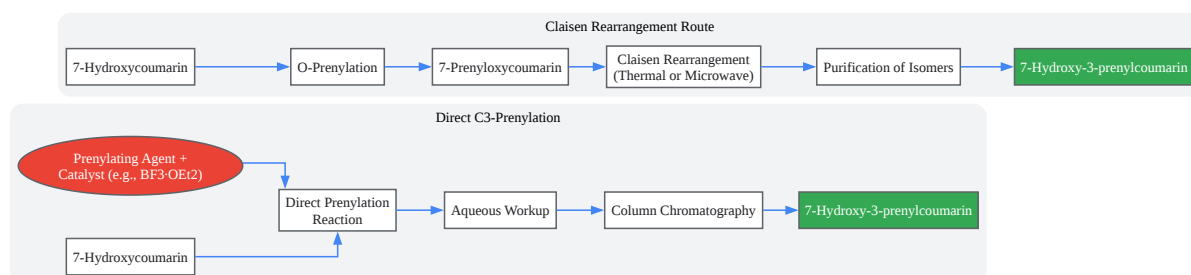 Claisen Rearrangement Route
7-Hydroxycoumarin
O-Prenylation
7-Prenyloxycoumarin
Claisen Rearrangement
(Thermal or Microwave)
Purification of Isomers
7-Hydroxy-3-prenylcoumarin
Direct C3-Prenylation
Prenylating Agent +
Catalyst (e.g., BF3·OEt2)
7-Hydroxycoumarin
Direct Prenylation
Reaction
Aqueous Workup
Column Chromatography
7-Hydroxy-3-prenylcoumarin